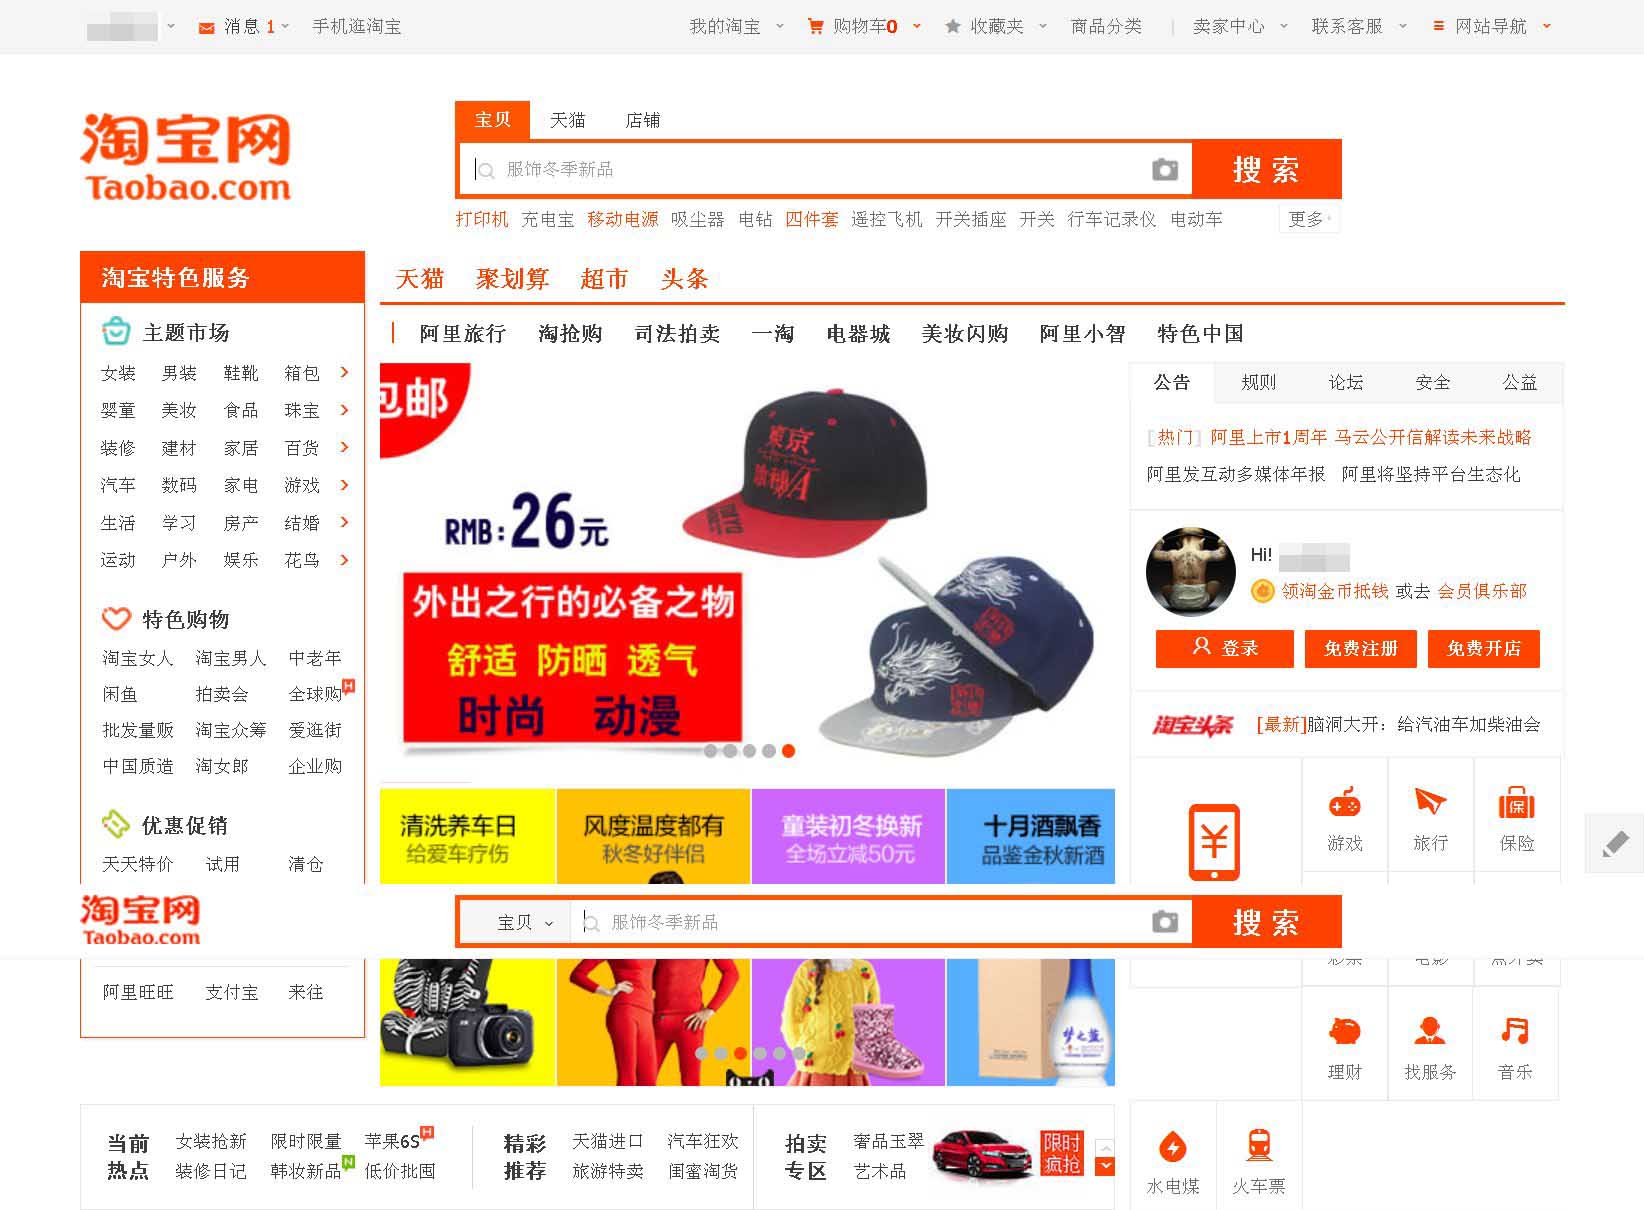 消息 1 手机逛淘宝 我的淘宝 购物车0 收藏夹 商品分类 | 卖家中心 联系客服 网站导航
淘宝网
Taobao.com
宝贝 天猫 店铺
服饰冬季新品 搜索
打印机 充电宝 移动电源 吸尘器 电钻 四件套 遥控飞机 开关插座 开关 行车记录仪 电动车 更多
淘宝特色服务
主题市场
女装 男装 鞋靴 箱包
婴童 美妆 食品 珠宝
装修 建材 家居 百货
汽车 数码 家电 游戏
生活 学习 房产 结婚
运动 户外 娱乐 花鸟
特色购物
淘宝女人 淘宝男人 中老年
闲鱼 拍卖会 全球购 H
批发量贩 淘宝众筹 爱逛街
中国质造 淘女郎 企业购
优惠促销
天天特价 试用 清仓
天猫 聚划算 超市 头条
阿里旅行 淘抢购 司法拍卖 一淘 电器城 美妆闪购 阿里小智 特色中国
包邮
東京
RMB:26元
外出之行的必备之物
舒适 防晒 透气
时尚 动漫
清洗养车日
给爱车疗伤
风度温度都有
秋冬好伴侣
童装初冬换新
全场立减50元
十月酒飘香
品鉴金秋新酒
公告 规则 论坛 安全 公益
[热门] 阿里上市1周年 马云公开信解读未来战略
阿里发互动多媒体年报 阿里将坚持平台生态化
Hi!
领淘金币抵钱 或去 会员俱乐部
登录 免费注册 免费开店
淘宝头条 [最新]脑洞大开：给汽油车加柴油会
¥
游戏 旅行 保
保险
淘宝网
Taobao.com
宝贝 服饰冬季新品 搜索
阿里旺旺 支付宝 来往
梦之蓝
彩票 电影 点外卖
理财 找服务 音乐
水电煤 火车票
当前热点
女装抢新 限时限量 苹果6S H
装修日记 韩妆新品 N 低价批囤
精彩推荐
天猫进口 汽车狂欢
旅游特卖 闺蜜淘货
拍卖专区
奢品玉翠
艺术品
限时
疯抢